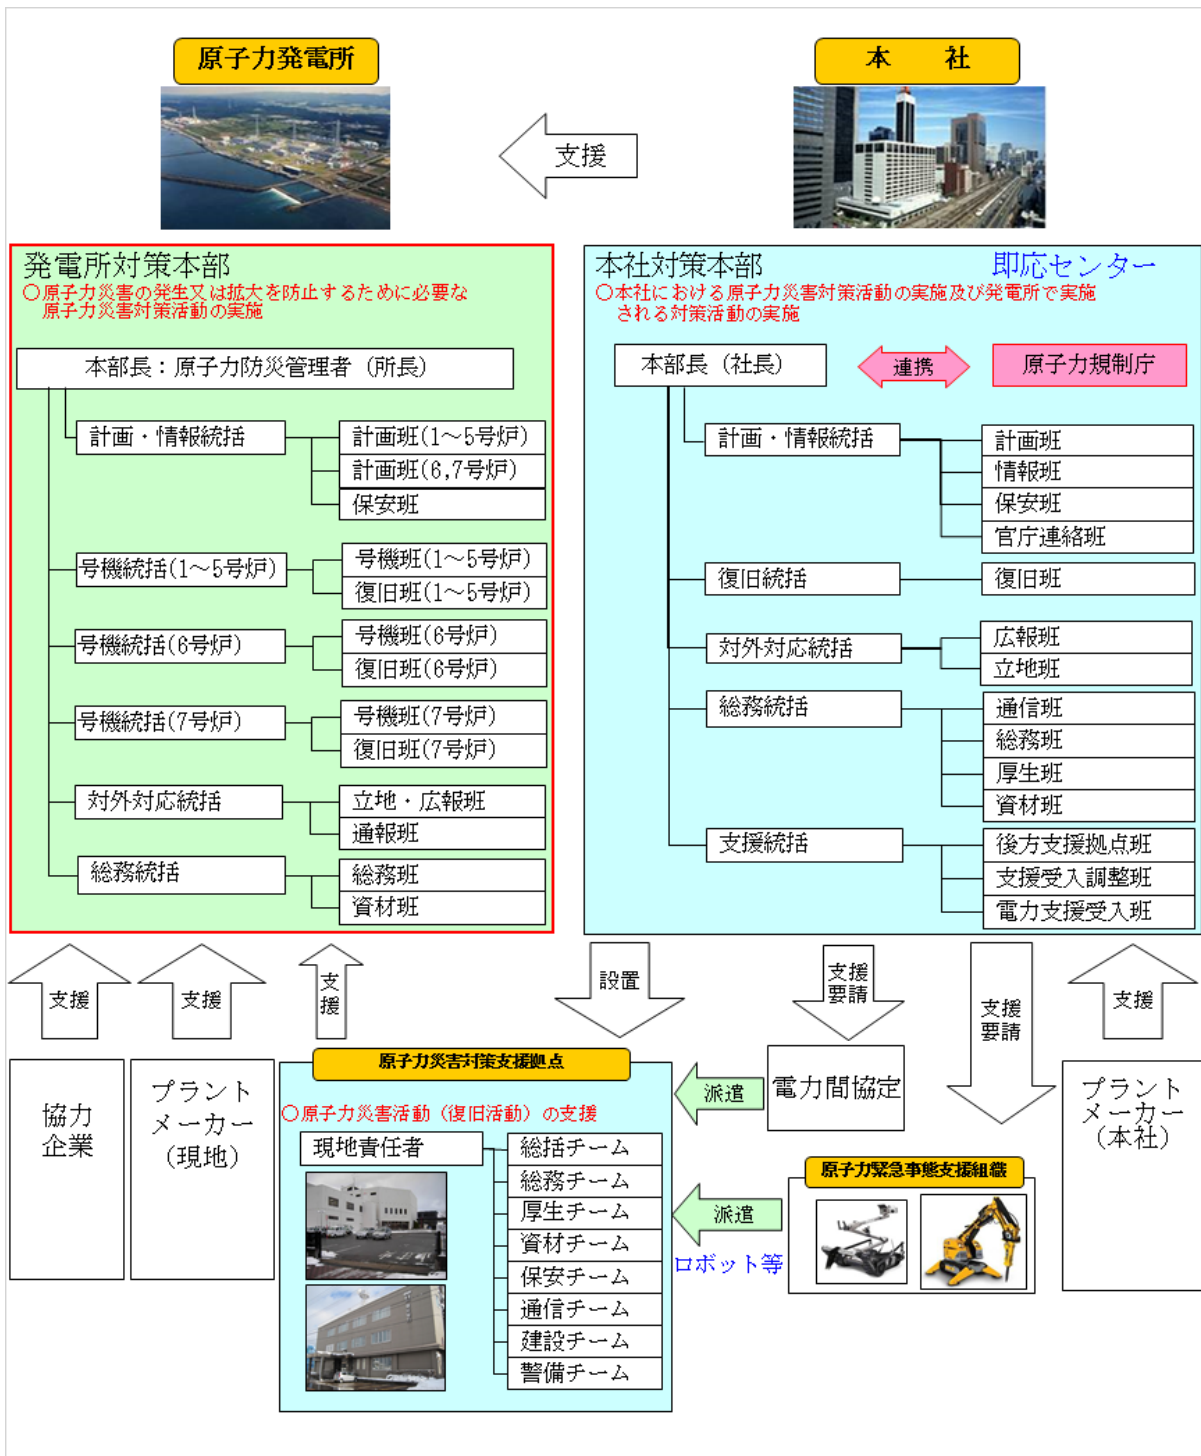 原子力発電所
本　社
支援
発電所対策本部
○原子力災害の発生又は拡大を防止するために必要な
原子力災害対策活動の実施
本部長：原子力防災管理者（所長）
計画・情報統括
計画班(1～5号炉)
計画班(6,7号炉)
保安班
号機統括(1～5号炉)
号機班(1～5号炉)
復旧班(1～5号炉)
号機統括(6号炉)
号機班(6号炉)
復旧班(6号炉)
号機統括(7号炉)
号機班(7号炉)
復旧班(7号炉)
対外対応統括
立地・広報班
通報班
総務統括
総務班
資材班
本社対策本部
即応センター
○本社における原子力災害対策活動の実施及び発電所で実施
される対策活動の実施
本部長（社長）
連携
原子力規制庁
計画・情報統括
計画班
情報班
保安班
官庁連絡班
復旧統括
復旧班
対外対応統括
広報班
立地班
総務統括
通信班
総務班
厚生班
資材班
支援統括
後方支援拠点班
支援受入調整班
電力支援受入班
支援
支援
支援
設置
支援
要請
支援
要請
支援
協力
企業
プラント
メーカー
（現地）
原子力災害対策支援拠点
○原子力災害活動（復旧活動）の支援
現地責任者
総括チーム
総務チーム
厚生チーム
資材チーム
保安チーム
通信チーム
建設チーム
警備チーム
派遣
電力間協定
派遣
ロボット等
原子力緊急事態支援組織
プラント
メーカー
（本社）